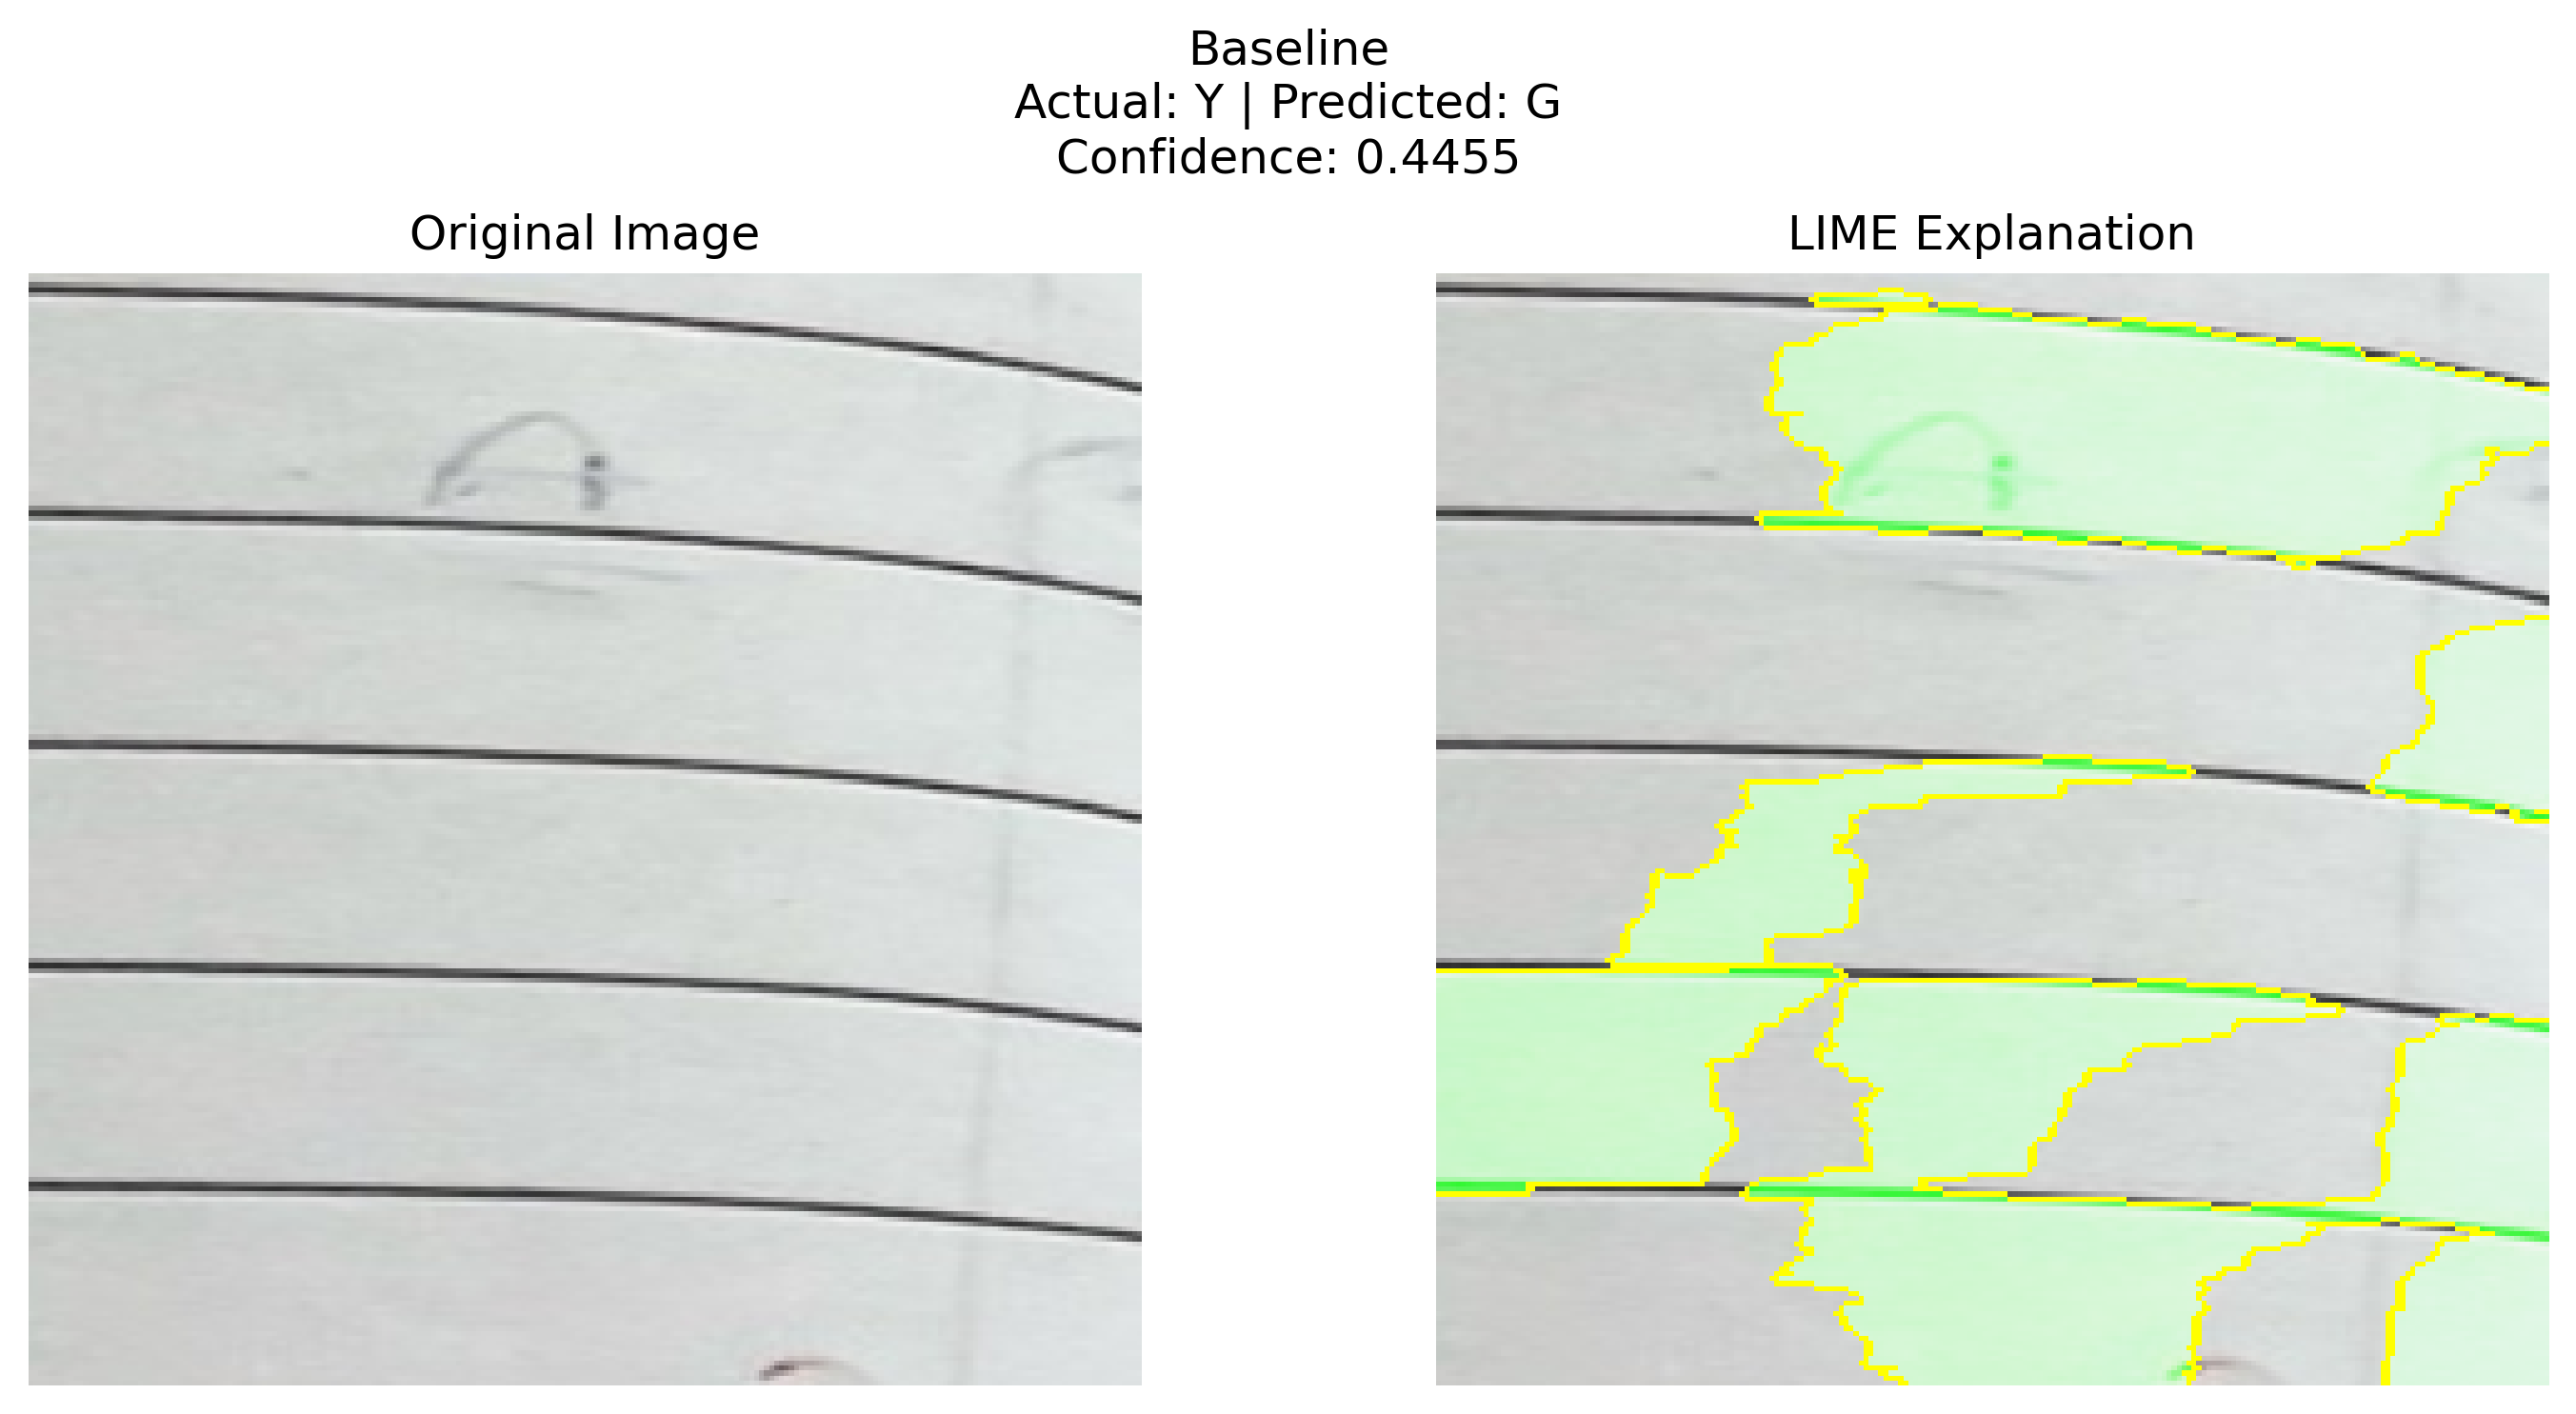 Baseline
Actual: Y | Predicted: G
Confidence: 0.4455
Original Image
LIME Explanation